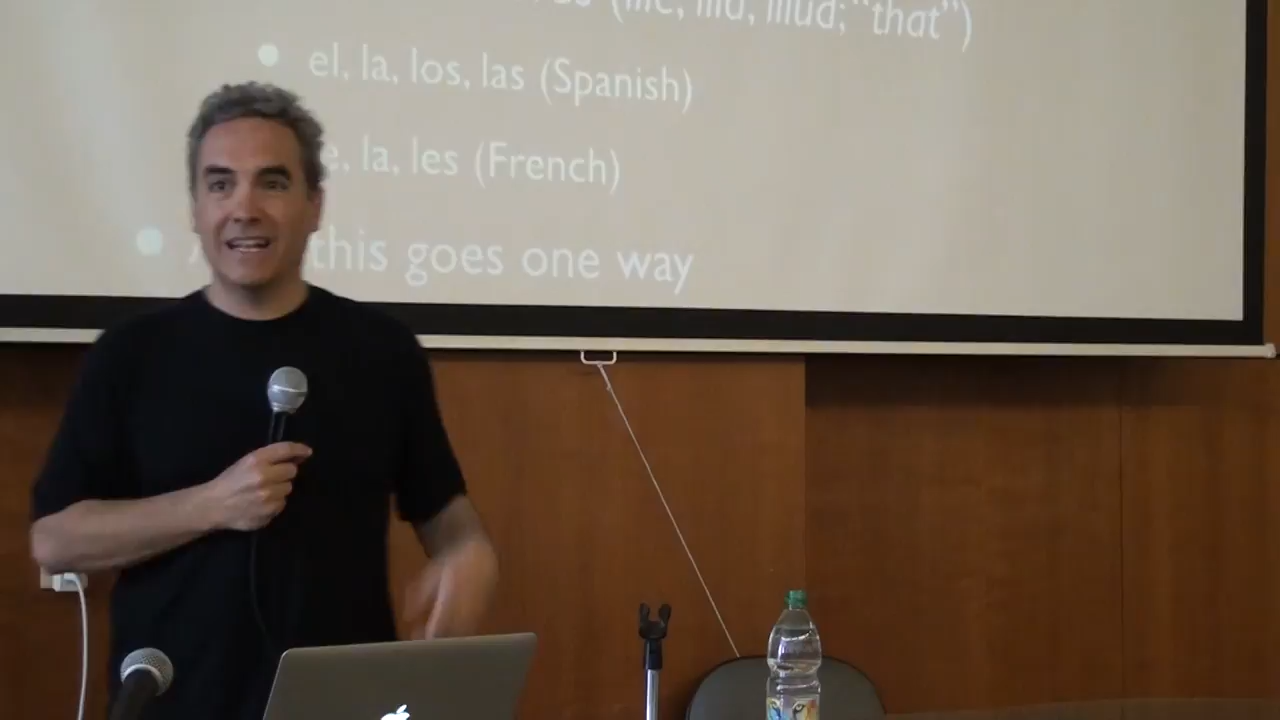 (ille, illa, illud; "that")
el, la, los, las (Spanish)
la, les (French)
this goes one way